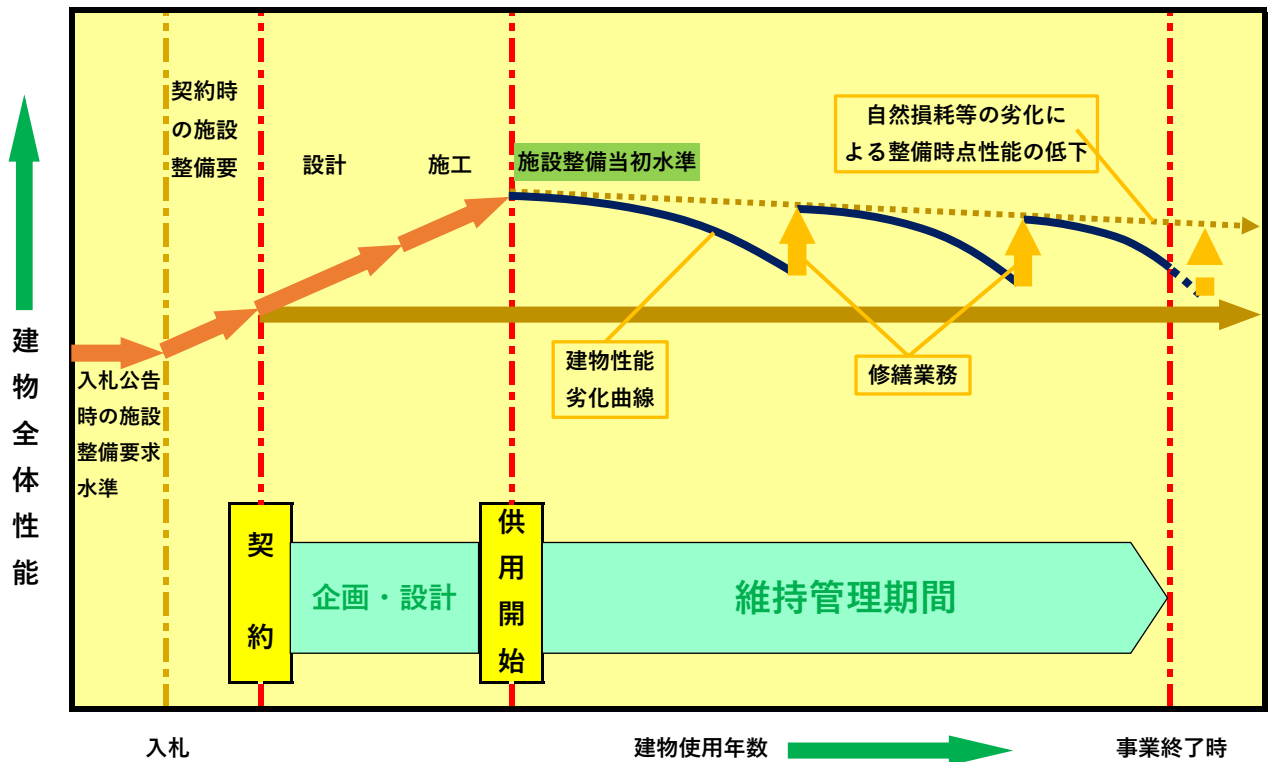 建物全体性能
契約時
の施設
整備要
設計
施工
施設整備当初水準
自然損耗等の劣化に
よる整備時点性能の低下
入札公告
時の施設
整備要求
水準
建物性能
劣化曲線
修繕業務
契約
企画・設計
供用開始
維持管理期間
入札
建物使用年数
事業終了時